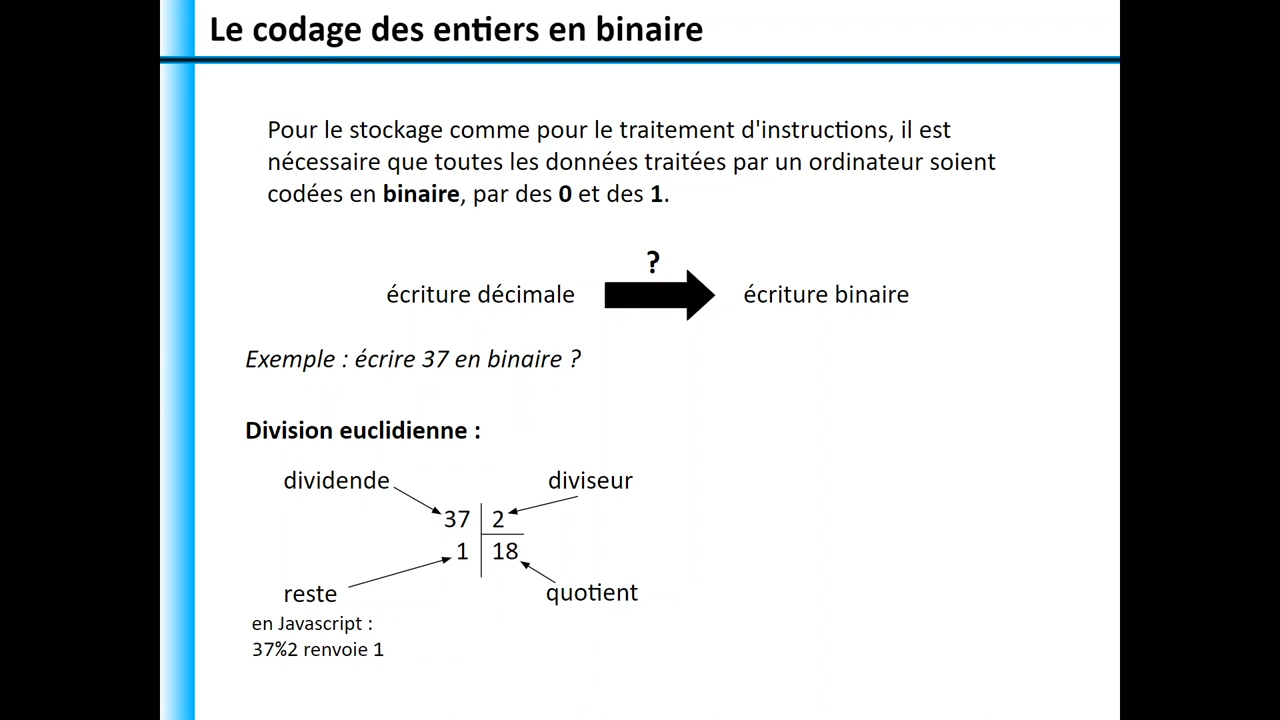 Le codage des entiers en binaire
Pour le stockage comme pour le traitement d'instructions, il est
nécessaire que toutes les données traitées par un ordinateur soient
codées en binaire, par des 0 et des 1.
?
écriture décimale écriture binaire
Exemple : écrire 37 en binaire ?
Division euclidienne :
dividende diviseur
37 2
1 18
reste quotient
en Javascript :
37%2 renvoie 1